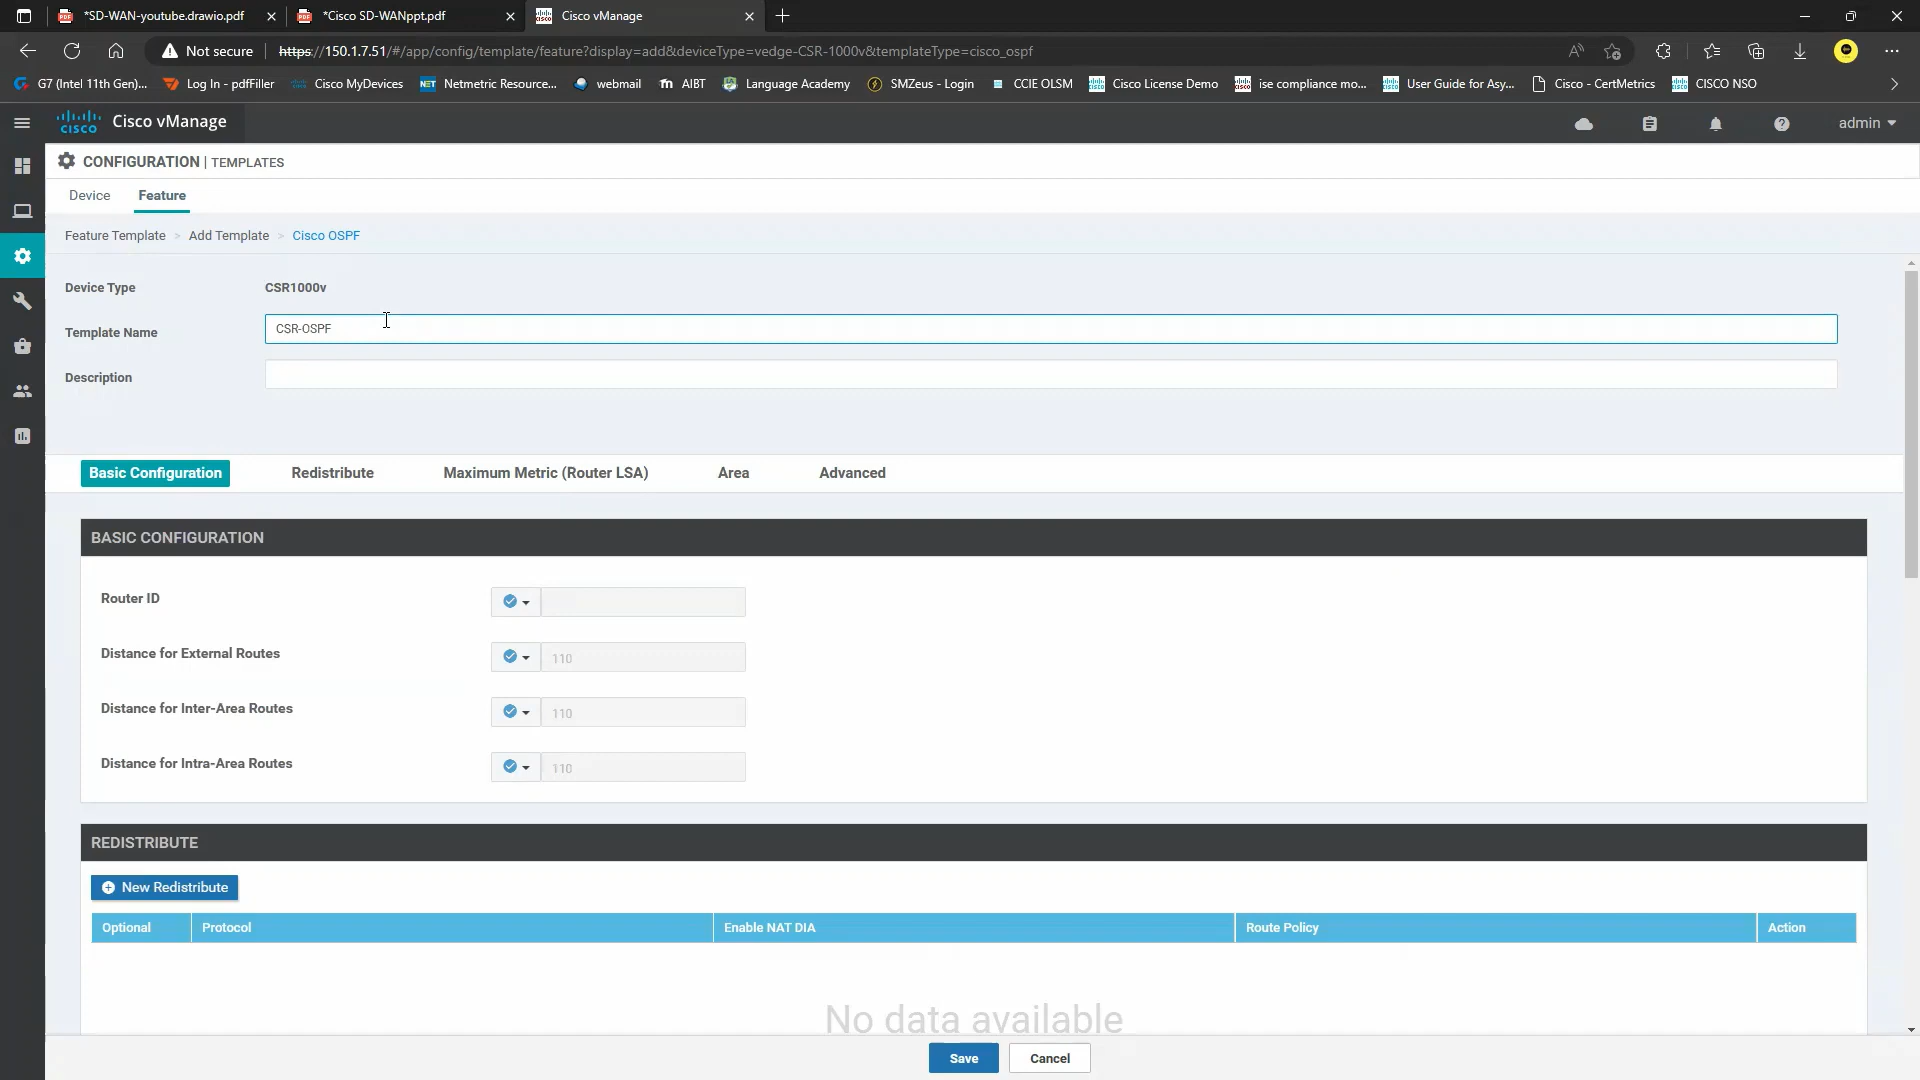 *SD-WAN-youtube.drawio.pdf
*Cisco SD-WANppt.pdf
Cisco vManage
Not secure
https://150.1.7.51/#/app/config/template/feature?display=add&deviceType=vedge-CSR-1000v&templateType=cisco_ospf
G7 (Intel 11th Gen)...
Log In - pdfFiller
Cisco MyDevices
Netmetric Resource...
webmail
AIBT
Language Academy
SMZeus - Login
CCIE OLSM
Cisco License Demo
ise compliance mo...
User Guide for Asy...
Cisco - CertMetrics
CISCO NSO
CISCO
Cisco vManage
admin
CONFIGURATION | TEMPLATES
Device
Feature
Feature Template > Add Template > Cisco OSPF
Device Type
CSR1000v
Template Name
CSR-OSPF
Description
Basic Configuration
Redistribute
Maximum Metric (Router LSA)
Area
Advanced
BASIC CONFIGURATION
Router ID
Distance for External Routes
110
Distance for Inter-Area Routes
110
Distance for Intra-Area Routes
110
REDISTRIBUTE
New Redistribute
Optional
Protocol
Enable NAT DIA
Route Policy
Action
No data available
Save
Cancel